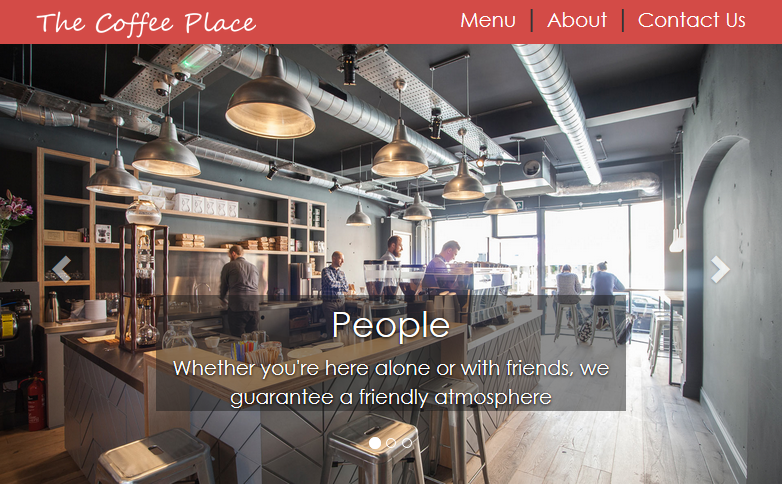 The Coffee Place
Menu | About | Contact Us
People
Whether you're here alone or with friends, we
guarantee a friendly atmosphere